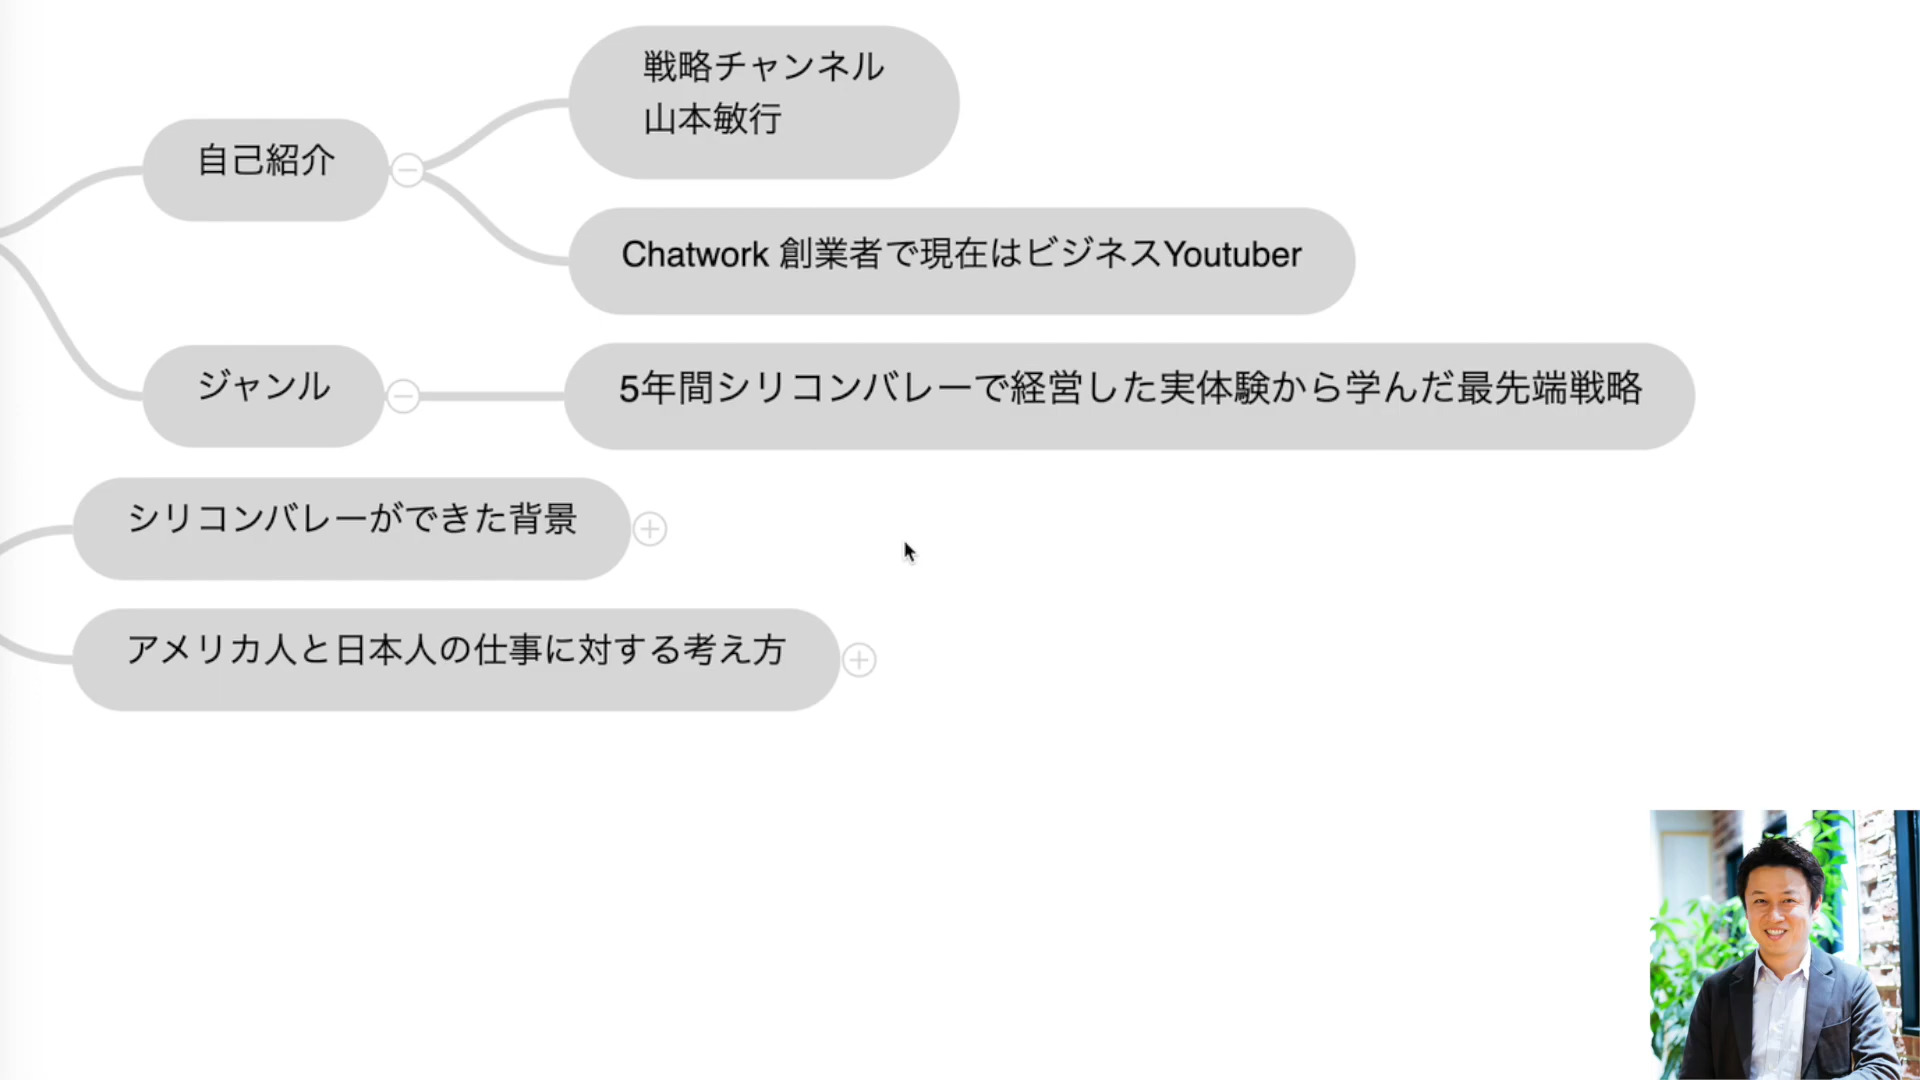 自己紹介
戦略チャンネル
山本敏行
Chatwork 創業者で現在はビジネスYoutuber
ジャンル
5年間シリコンバレーで経営した実体験から学んだ最先端戦略
シリコンバレーができた背景
アメリカ人と日本人の仕事に対する考え方